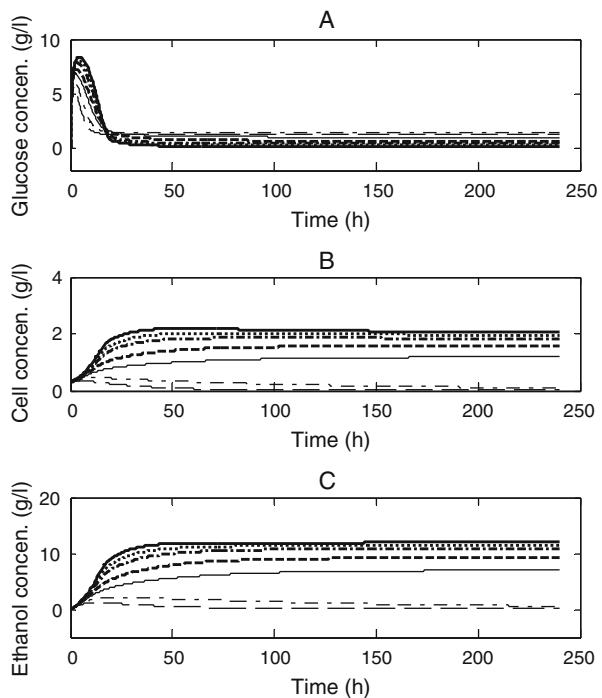 A
Glucose concen. (g/l)
10
5
0
0 50 100 150 200 250
Time (h)
B
Cell concen. (g/l)
4
2
0
0 50 100 150 200 250
Time (h)
C
Ethanol concen. (g/l)
20
10
0
0 50 100 150 200 250
Time (h)